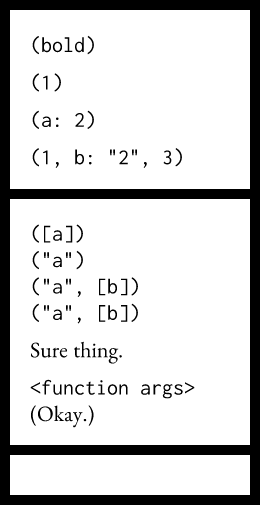 (bold)
(1)
(a: 2)
(1, b: "2", 3)
([a])
("a")
("a", [b])
("a", [b])
Sure thing.
<function args>
(Okay.)